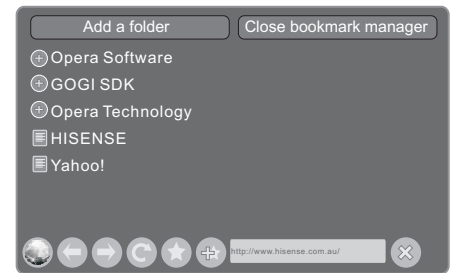 Add a folder
Close bookmark manager
Opera Software
GOGI SDK
Opera Technology
HISENSE
Yahoo!
http://www.hisense.com.au/